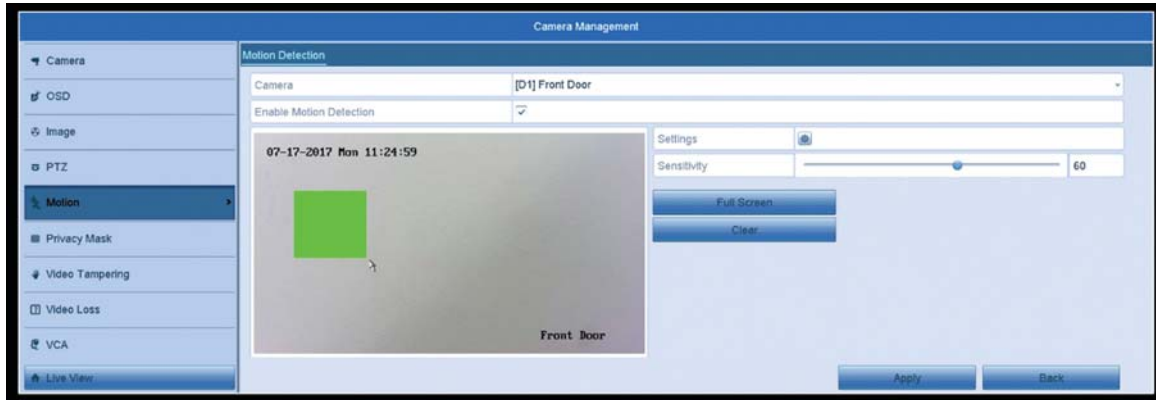 Camera Management
Camera
OSD
Image
PTZ
Motion
Privacy Mask
Video Tampering
Video Loss
VCA
Live View
Motion Detection
Camera [D1] Front Door
Enable Motion Detection
07-17-2017 Mon 11:24:59
Front Door
Settings
Sensitivity 60
Full Screen
Clear
Apply Back